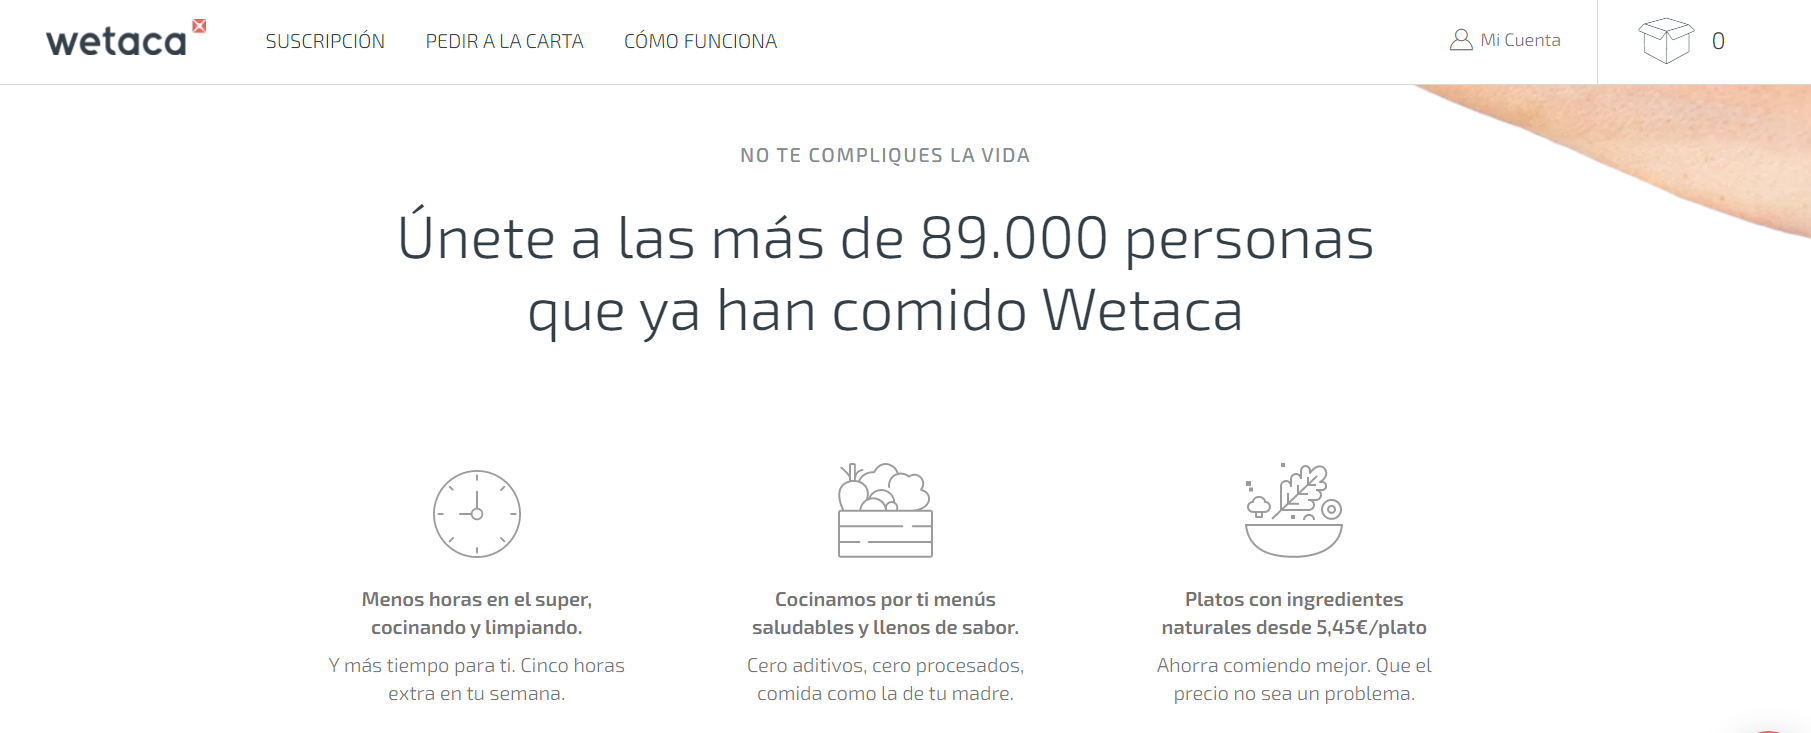 wetaca
SUSCRIPCIÓN
PEDIR A LA CARTA
CÓMO FUNCIONA
Mi Cuenta
0
NO TE COMPLIQUES LA VIDA
Únete a las más de 89.000 personas
que ya han comido Wetaca
Menos horas en el super,
cocinando y limpiando.
Y más tiempo para ti. Cinco horas
extra en tu semana.
Cocinamos por ti menús
saludables y llenos de sabor.
Cero aditivos, cero procesados,
comida como la de tu madre.
Platos con ingredientes
naturales desde 5,45€/plato
Ahorra comiendo mejor. Que el
precio no sea un problema.